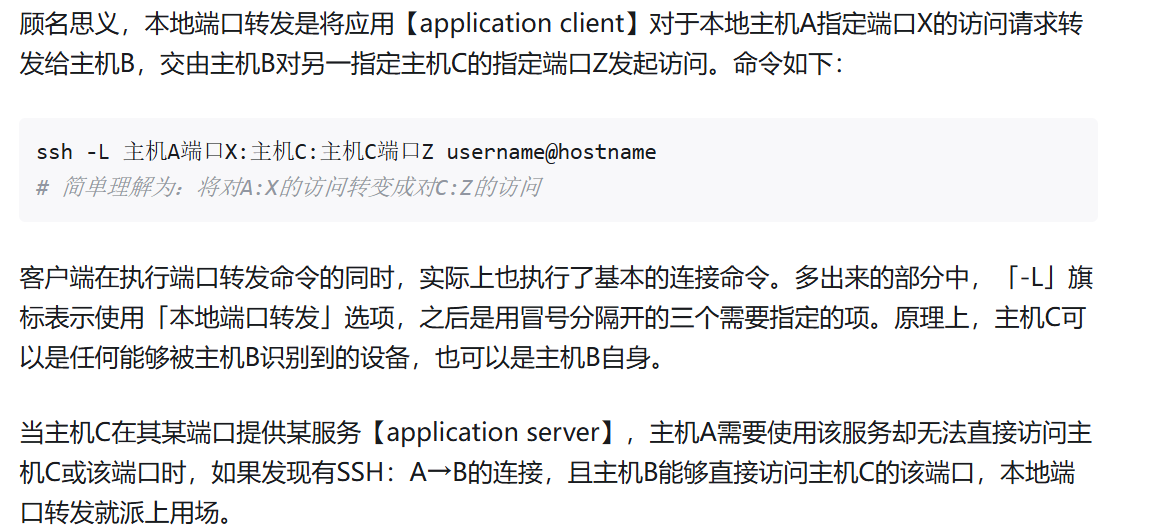 顾名思义，本地端口转发是将应用【application client】对于本地主机A指定端口X的访问请求转
发给主机B，交由主机B对另一指定主机C的指定端口Z发起访问。命令如下：
ssh -L 主机A端口X:主机C:主机C端口Z username@hostname
# 简单理解为：将对A:X的访问转变成对C:Z的访问
客户端在执行端口转发命令的同时，实际上也执行了基本的连接命令。多出来的部分中，「-L」旗
标表示使用「本地端口转发」选项，之后是用冒号分隔开的三个需要指定的项。原理上，主机C可
以是任何能够被主机B识别到的设备，也可以是主机B自身。
当主机C在其某端口提供某服务【application server】，主机A需要使用该服务却无法直接访问主
机C或该端口时，如果发现有SSH：A→B的连接，且主机B能够直接访问主机C的该端口，本地端
口转发就派上用场。